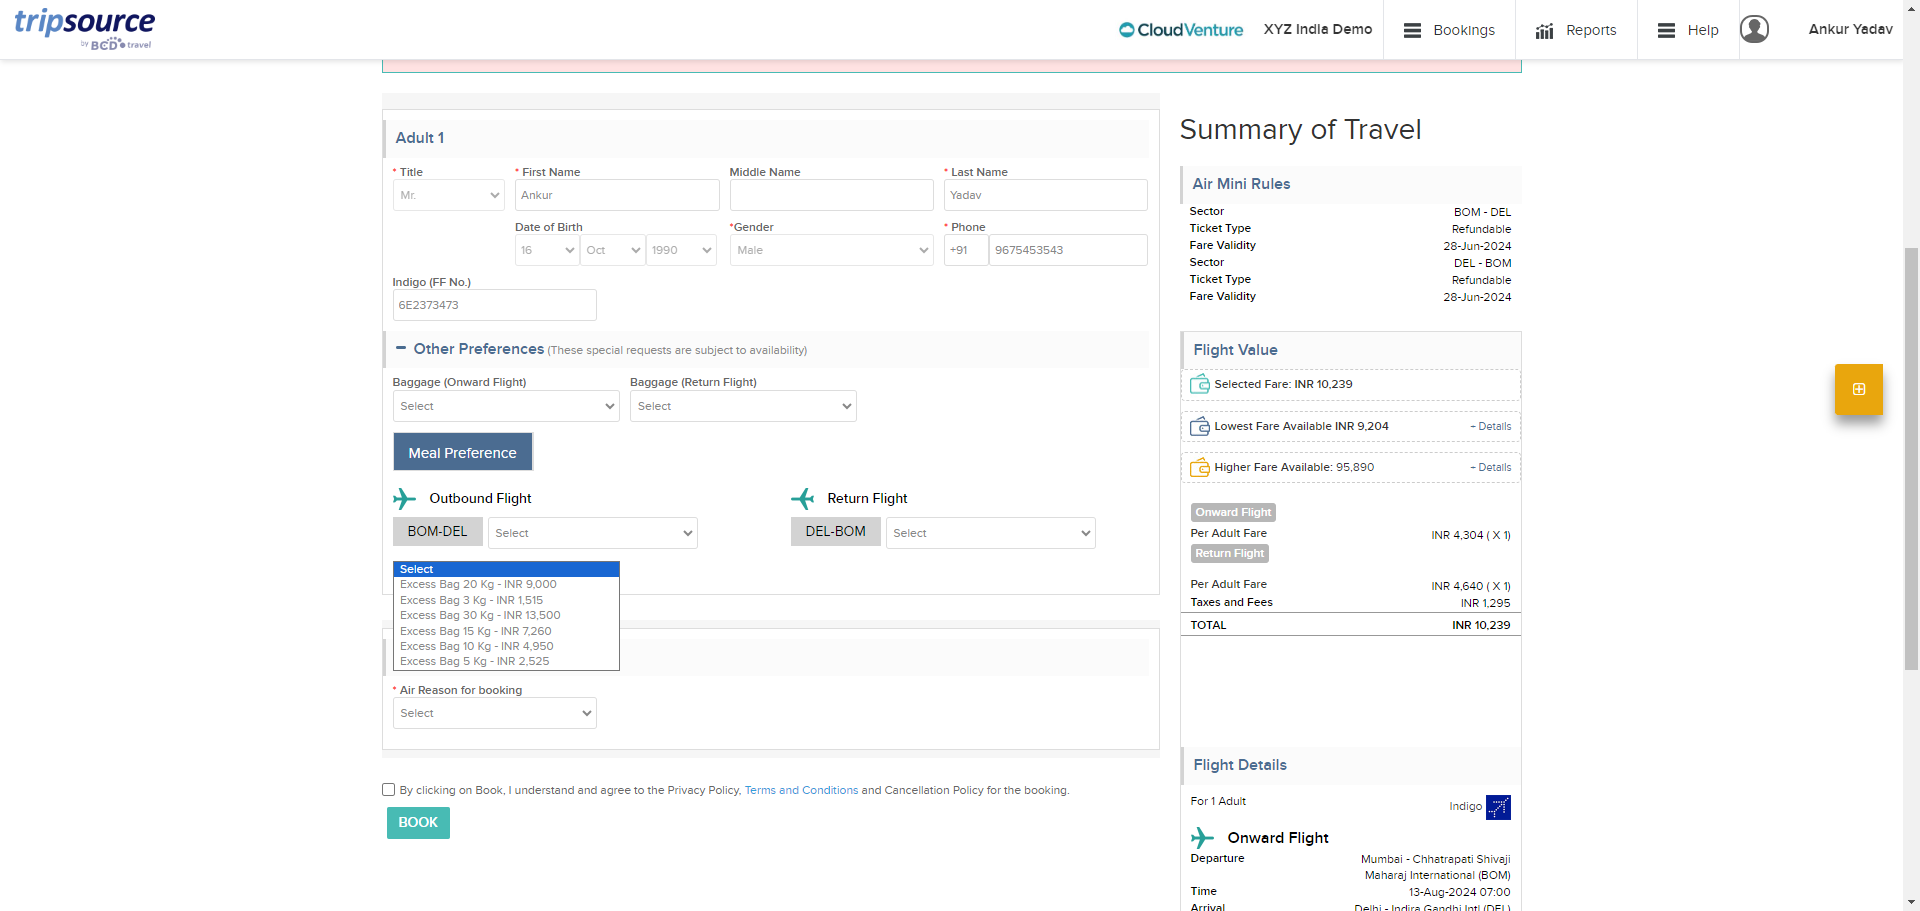 tripsource
by BCD travel
CloudVenture
XYZ India Demo
Bookings
Reports
Help
Ankur Yadav
Adult 1
* Title
* First Name
Middle Name
* Last Name
Mr.
Ankur
Yadav
Date of Birth
*Gender
* Phone
16
Oct
1990
Male
+91
9675453543
Indigo (FF No.)
6E2373473
Other Preferences (These special requests are subject to availability)
Baggage (Onward Flight)
Baggage (Return Flight)
Select
Select
Meal Preference
Outbound Flight
Return Flight
BOM-DEL
Select
DEL-BOM
Select
Select
Excess Bag 20 Kg - INR 9,000
Excess Bag 3 Kg - INR 1,515
Excess Bag 30 Kg - INR 13,500
Excess Bag 15 Kg - INR 7,260
Excess Bag 10 Kg - INR 4,950
Excess Bag 5 Kg - INR 2,525
* Air Reason for booking
Select
By clicking on Book, I understand and agree to the Privacy Policy, Terms and Conditions and Cancellation Policy for the booking.
BOOK
Summary of Travel
Air Mini Rules
Sector BOM - DEL
Ticket Type Refundable
Fare Validity 28-Jun-2024
Sector DEL - BOM
Ticket Type Refundable
Fare Validity 28-Jun-2024
Flight Value
Selected Fare: INR 10,239
Lowest Fare Available INR 9,204 + Details
Higher Fare Available: 95,890 + Details
Onward Flight
Per Adult Fare INR 4,304 ( X 1)
Return Flight
Per Adult Fare INR 4,640 ( X 1)
Taxes and Fees INR 1,295
TOTAL INR 10,239
Flight Details
For 1 Adult Indigo
Onward Flight
Departure Mumbai - Chhatrapati Shivaji
Maharaj International (BOM)
Time 13-Aug-2024 07:00
Arrival Delhi - Indira Gandhi Intl (DEL)